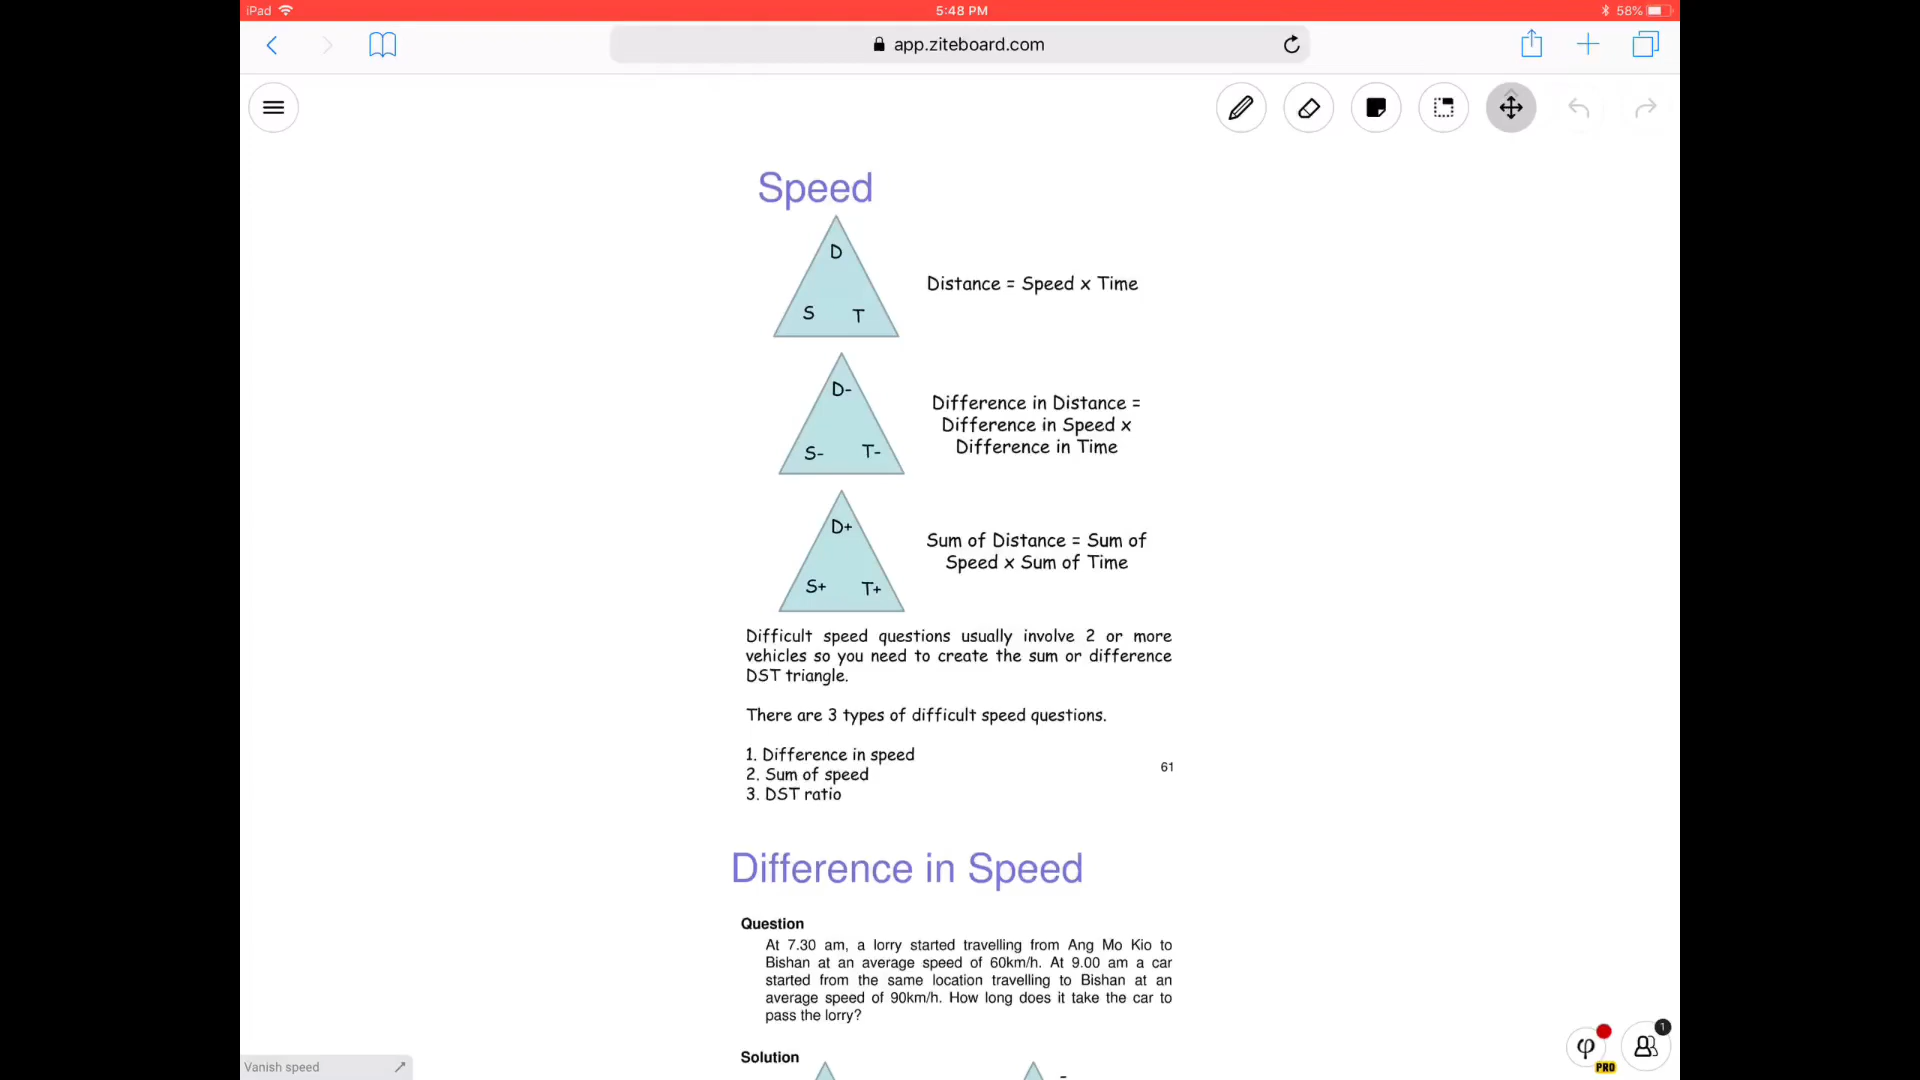 iPad
5:48 PM
58%
app.ziteboard.com
Speed
D
S T
Distance = Speed x Time
D-
S- T-
Difference in Distance =
Difference in Speed x
Difference in Time
D+
S+ T+
Sum of Distance = Sum of
Speed x Sum of Time
Difficult speed questions usually involve 2 or more
vehicles so you need to create the sum or difference
DST triangle.
There are 3 types of difficult speed questions.
1. Difference in speed
2. Sum of speed
3. DST ratio
61
Difference in Speed
Question
At 7.30 am, a lorry started travelling from Ang Mo Kio to
Bishan at an average speed of 60km/h. At 9.00 am a car
started from the same location travelling to Bishan at an
average speed of 90km/h. How long does it take the car to
pass the lorry?
Solution
Vanish speed
φ
PRO
1